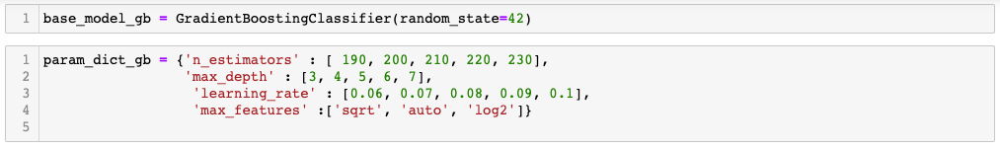 1 base_model_gb = GradientBoostingClassifier(random_state=42)
1 param_dict_gb = {'n_estimators' : [ 190, 200, 210, 220, 230],
2 'max_depth' : [3, 4, 5, 6, 7],
3 'learning_rate' : [0.06, 0.07, 0.08, 0.09, 0.1],
4 'max_features' :['sqrt', 'auto', 'log2']}
5